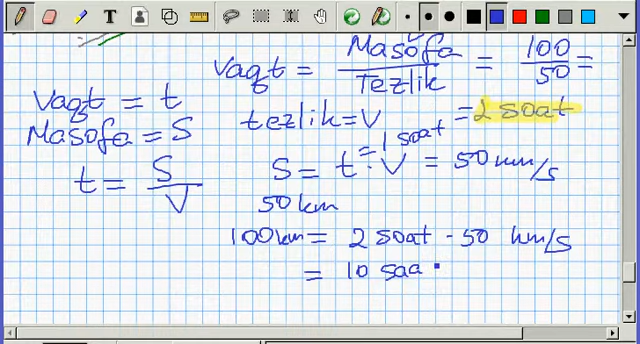 Vaqt = Masofa / Tezlik = 100 / 50 =
= 2 soat
Vaqt = t
Masofa = S
t = S / V
tezlik = V
= 1 soat
S = t · V = 50 km/s
50 km
100 km = 2 soat · 50 km/s
= 10 saa